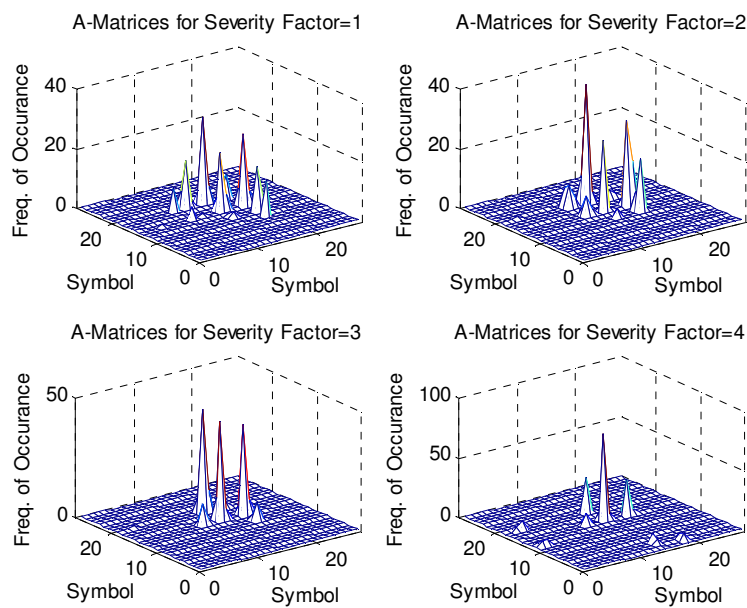 A-Matrices for Severity Factor=1
40
20
0
Freq. of Occurance
20
10
0
Symbol
0
10
20
Symbol
A-Matrices for Severity Factor=2
40
20
0
Freq. of Occurance
20
10
0
Symbol
0
10
20
Symbol
A-Matrices for Severity Factor=3
50
0
Freq. of Occurance
20
10
0
Symbol
0
10
20
Symbol
A-Matrices for Severity Factor=4
100
50
0
Freq. of Occurance
20
10
0
Symbol
0
10
20
Symbol